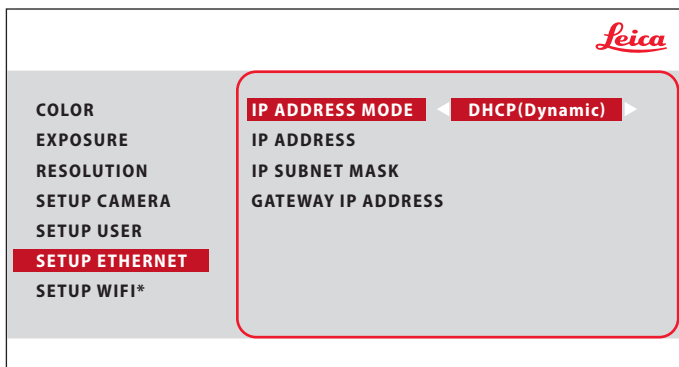 Leica
COLOR
EXPOSURE
RESOLUTION
SETUP CAMERA
SETUP USER
SETUP ETHERNET
SETUP WIFI*
IP ADDRESS MODE DHCP(Dynamic)
IP ADDRESS
IP SUBNET MASK
GATEWAY IP ADDRESS